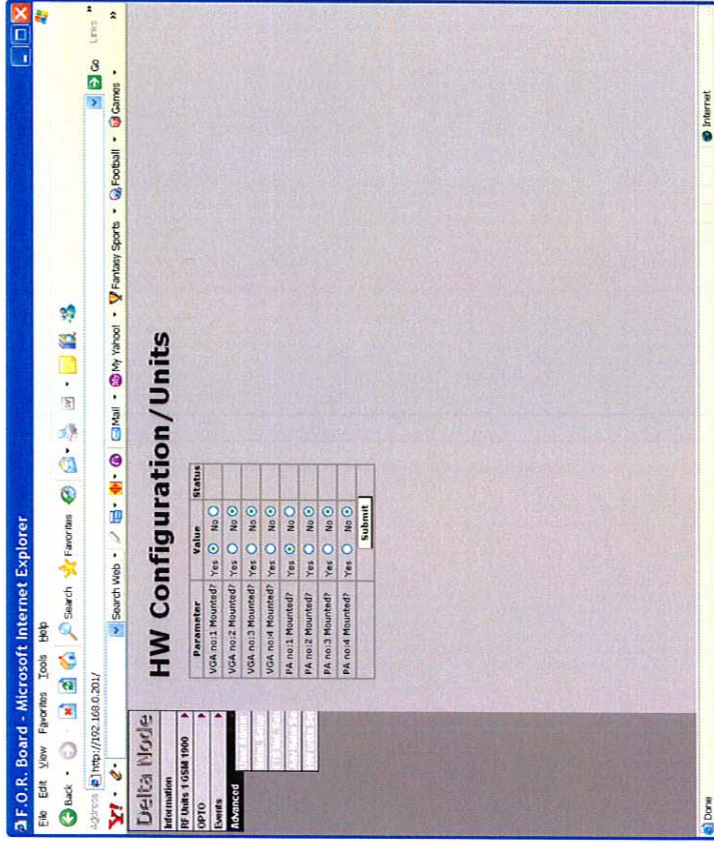 F.O.R. Board - Microsoft Internet Explorer
File Edit View Favorites Tools Help
Back Search Favorites
Address http://192.168.0.201/ Go Links
Y! Search Web Mail My Yahoo! Fantasy Sports Football Games
Delta Node
Information
RF Units 1 GSM 1900
OPTO
Events
Advanced
HW Configuration/Units
Parameter Value Status
VGA no:1 Mounted? Yes No
VGA no:2 Mounted? Yes No
VGA no:3 Mounted? Yes No
VGA no:4 Mounted? Yes No
PA no:1 Mounted? Yes No
PA no:2 Mounted? Yes No
PA no:3 Mounted? Yes No
PA no:4 Mounted? Yes No
Submit
Done Internet